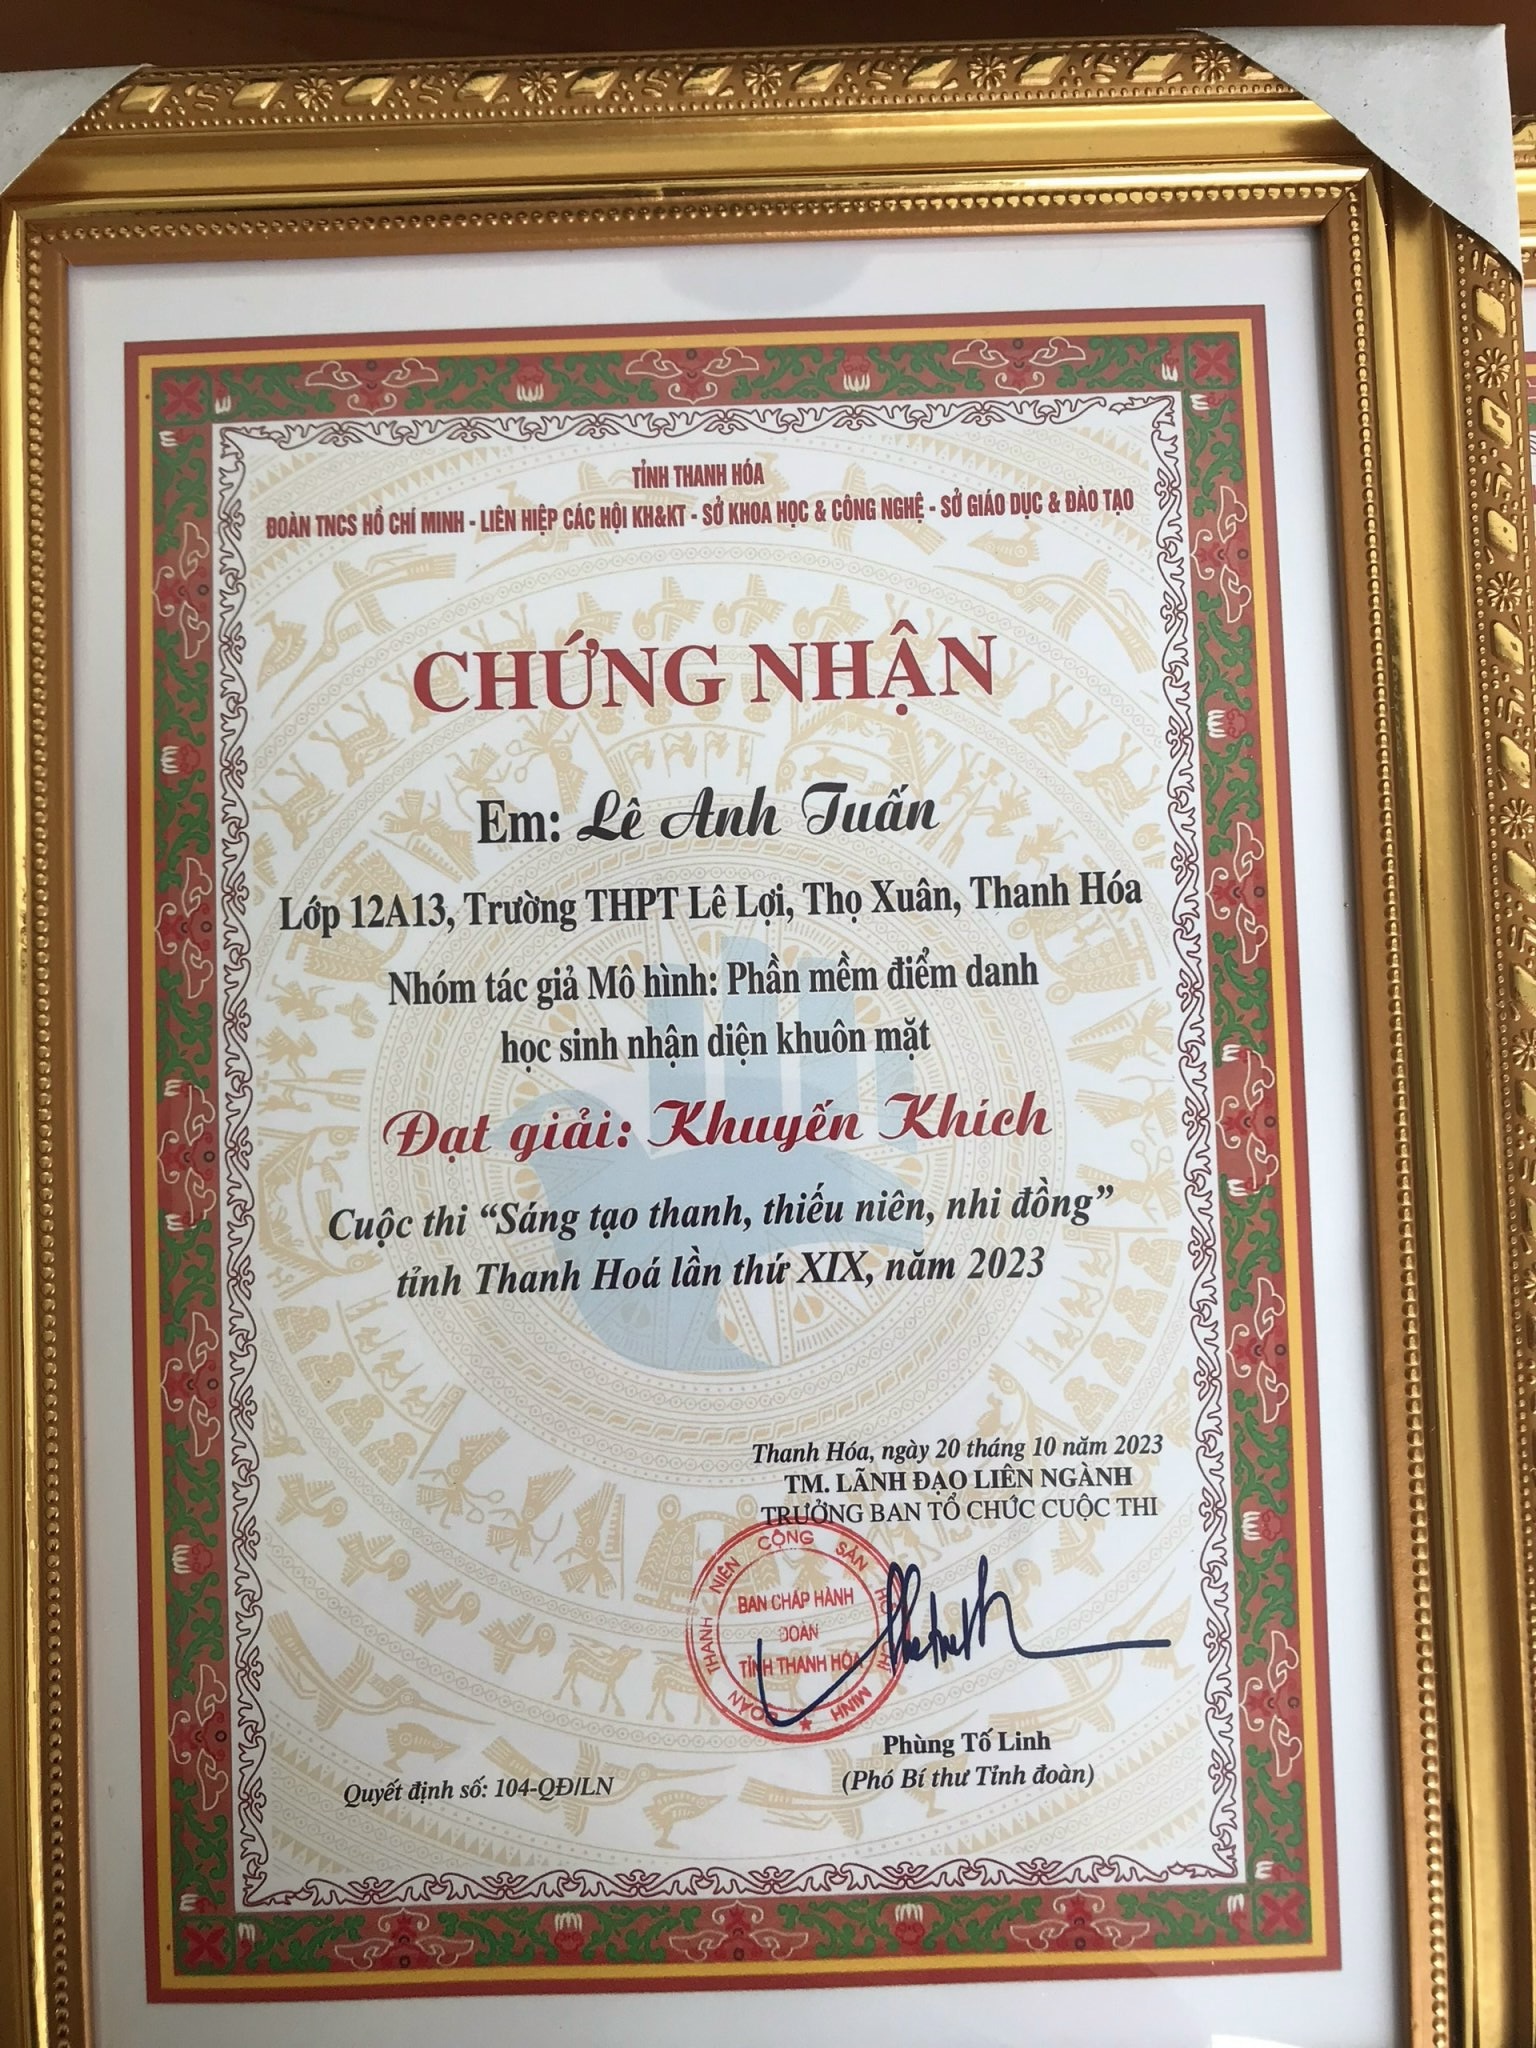 TỈNH THANH HÓA
ĐOÀN TNCS HỒ CHÍ MINH - LIÊN HIỆP CÁC HỘI KH&KT - SỞ KHOA HỌC & CÔNG NGHỆ - SỞ GIÁO DỤC & ĐÀO TẠO
CHỨNG NHẬN
Em: Lê Anh Tuấn
Lớp 12A13, Trường THPT Lê Lợi, Thọ Xuân, Thanh Hóa
Nhóm tác giả Mô hình: Phần mềm điểm danh
học sinh nhận diện khuôn mặt
Đạt giải: Khuyến Khích
Cuộc thi “Sáng tạo thanh, thiếu niên, nhi đồng”
tỉnh Thanh Hoá lần thứ XIX, năm 2023
Thanh Hóa, ngày 20 tháng 10 năm 2023
TM. LÃNH ĐẠO LIÊN NGÀNH
TRƯỞNG BAN TỔ CHỨC CUỘC THI
ĐOÀN THANH NIÊN CỘNG SẢN HỒ CHÍ MINH
BAN CHẤP HÀNH
ĐOÀN
TỈNH THANH HÓA
Phùng Tố Linh
(Phó Bí thư Tỉnh đoàn)
Quyết định số: 104-QĐ/LN